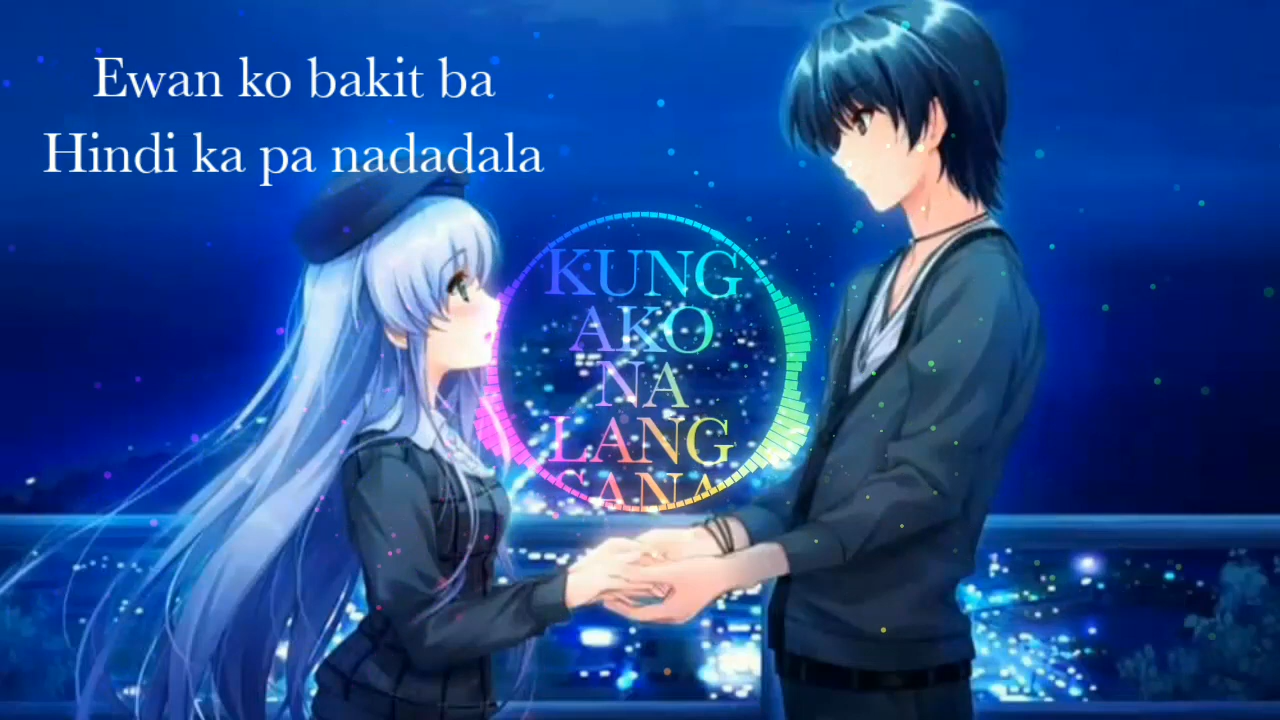 Ewan ko bakit ba
Hindi ka pa nadadala
KUNG
AKO
NA
LANG
SANA